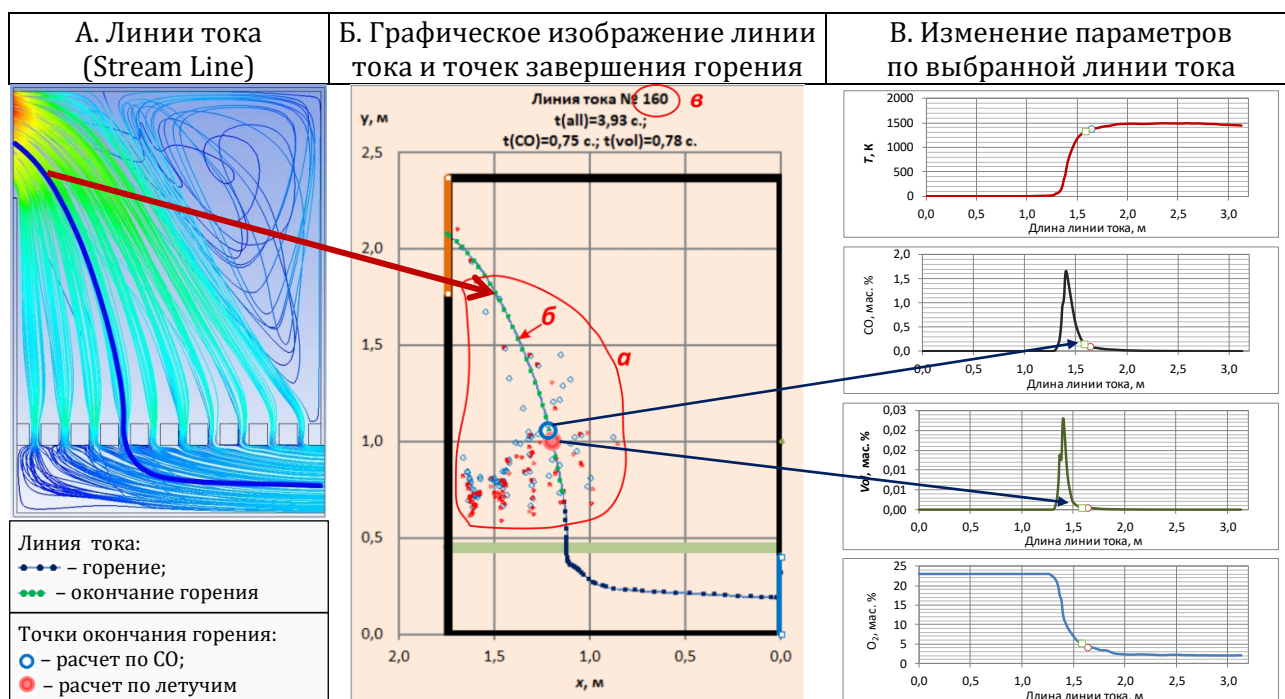 А. Линии тока
(Stream Line)
Б. Графическое изображение линии
тока и точек завершения горения
В. Изменение параметров
по выбранной линии тока
Линия тока № 160
в
t(all)=3,93 с.;
t(CO)=0,75 с.; t(vol)=0,78 с.
y, м
2,5
2,0
1,5
1,0
0,5
0,0
2,0 1,5 1,0 0,5 0,0
x, м
б
а
Линия тока:
– горение;
– окончание горения
Точки окончания горения:
– расчет по СО;
– расчет по летучим
T, К
2000
1500
1000
500
0
0,0 0,5 1,0 1,5 2,0 2,5 3,0
Длина линии тока, м
CO, мас. %
2,0
1,5
1,0
0,5
0,0
0,0 0,5 1,0 1,5 2,0 2,5 3,0
Длина линии тока, м
Vol, мас. %
0,03
0,02
0,02
0,01
0,01
0,00
0,0 0,5 1,0 1,5 2,0 2,5 3,0
Длина линии тока, м
O2, мас. %
25
20
15
10
5
0
0,0 0,5 1,0 1,5 2,0 2,5 3,0
Длина линии тока, м